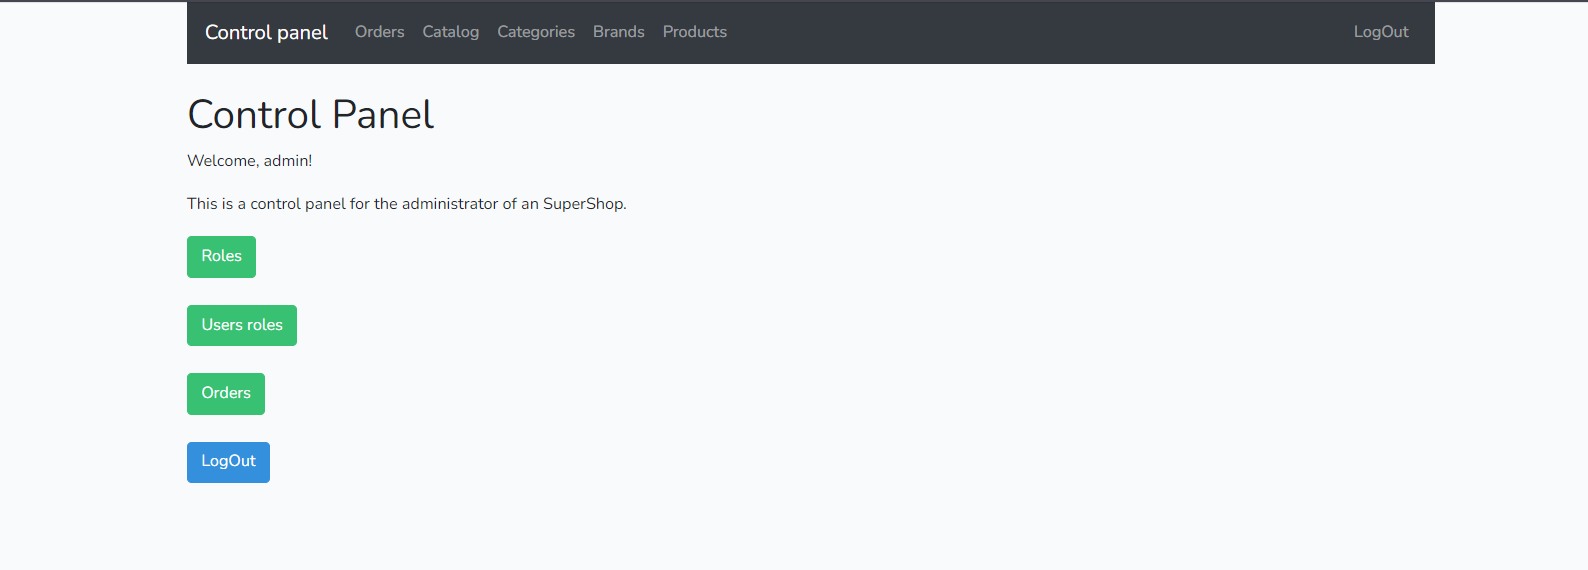 Control panel Orders Catalog Categories Brands Products LogOut
Control Panel
Welcome, admin!
This is a control panel for the administrator of an SuperShop.
Roles
Users roles
Orders
LogOut